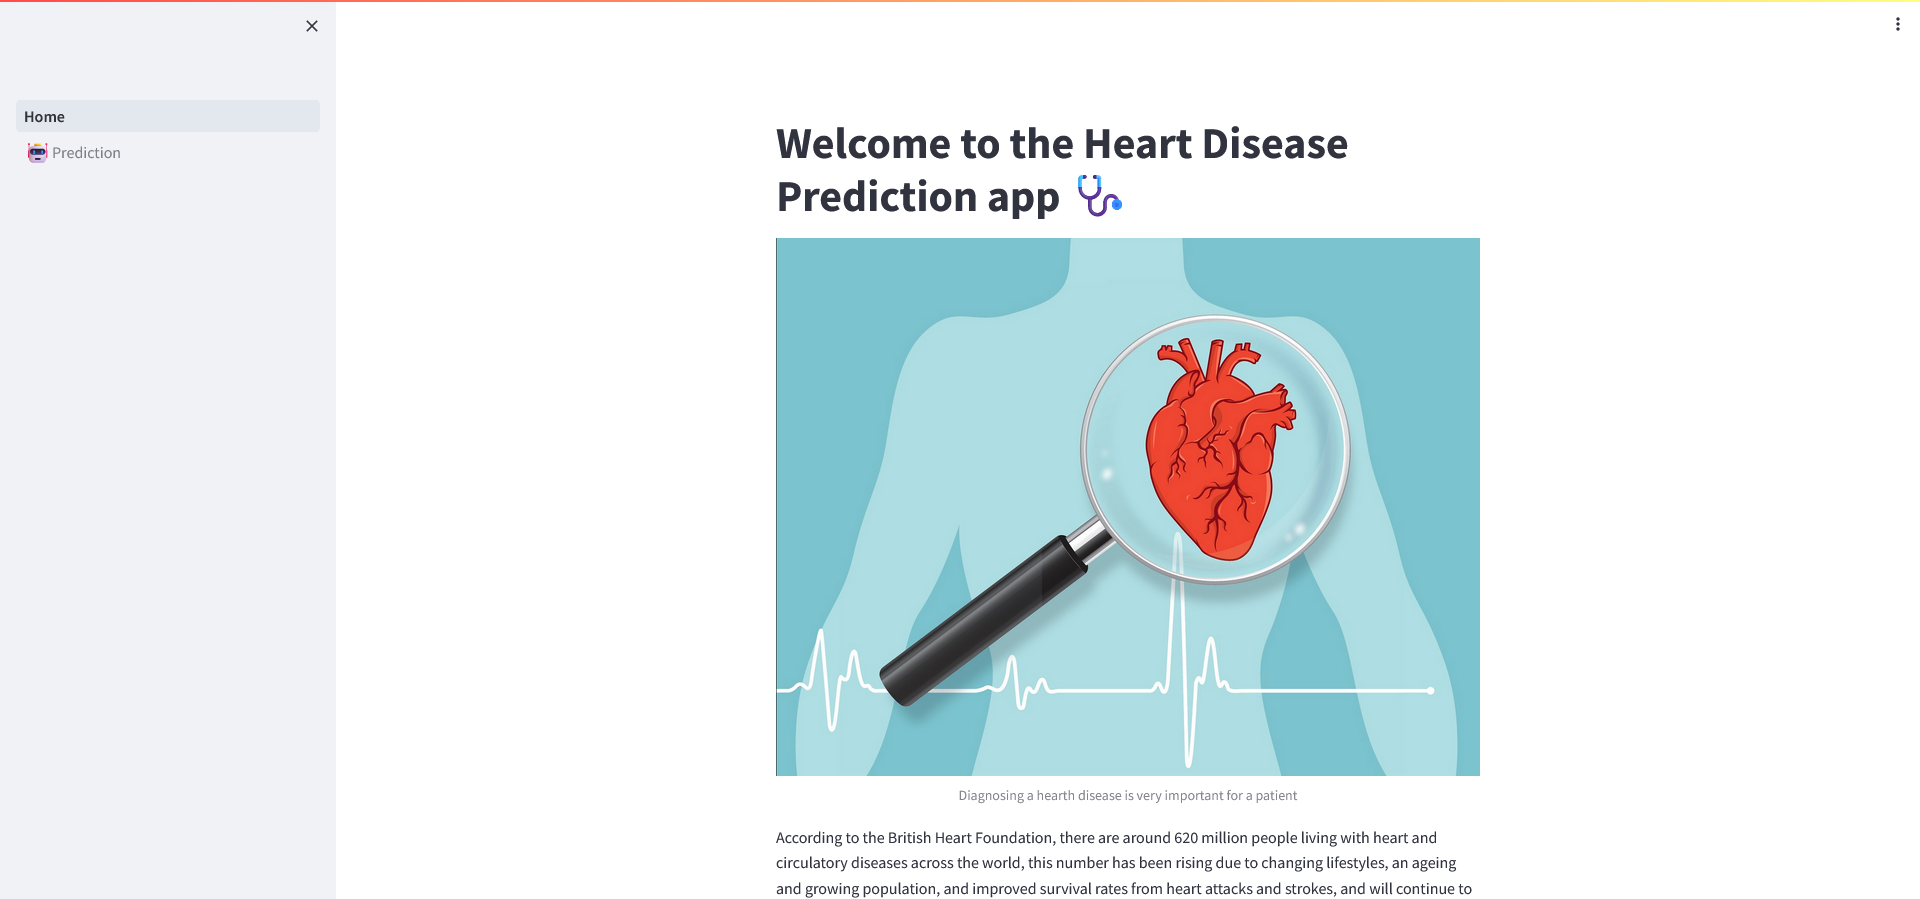 Home
Prediction
Welcome to the Heart Disease
Prediction app
Diagnosing a hearth disease is very important for a patient
According to the British Heart Foundation, there are around 620 million people living with heart and
circulatory diseases across the world, this number has been rising due to changing lifestyles, an ageing
and growing population, and improved survival rates from heart attacks and strokes, and will continue to